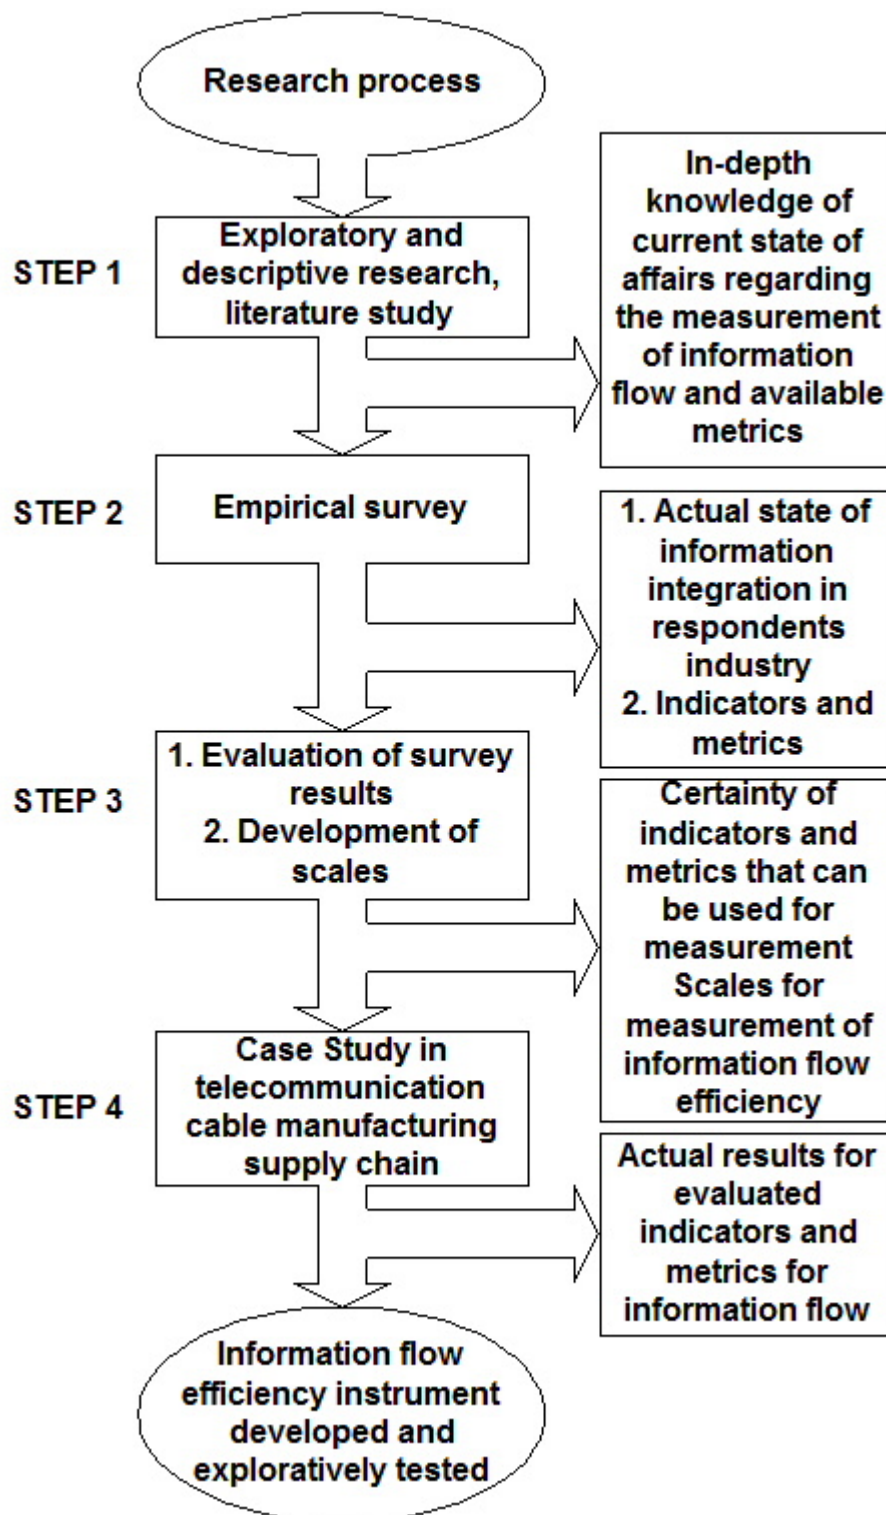 Research process
STEP 1
Exploratory and
descriptive research,
literature study
In-depth
knowledge of
current state of
affairs regarding
the measurement
of information
flow and available
metrics
STEP 2
Empirical survey
1. Actual state of
information
integration in
respondents
industry
2. Indicators and
metrics
STEP 3
1. Evaluation of survey
results
2. Development of
scales
Certainty of
indicators and
metrics that can
be used for
measurement
Scales for
measurement of
information flow
efficiency
STEP 4
Case Study in
telecommunication
cable manufacturing
supply chain
Actual results for
evaluated
indicators and
metrics for
information flow
Information flow
efficiency instrument
developed and
exploratively tested